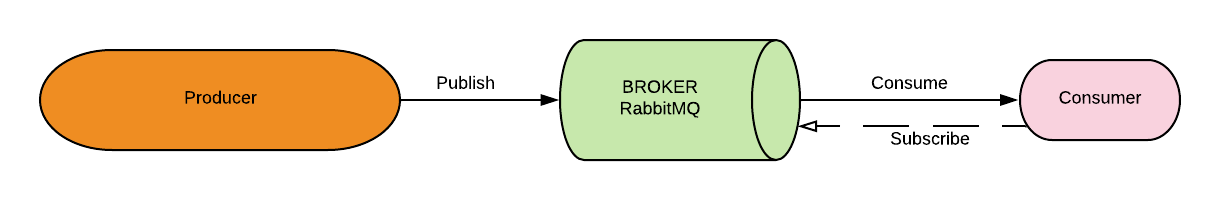 Producer
Publish
BROKER
RabbitMQ
Consume
Subscribe
Consumer